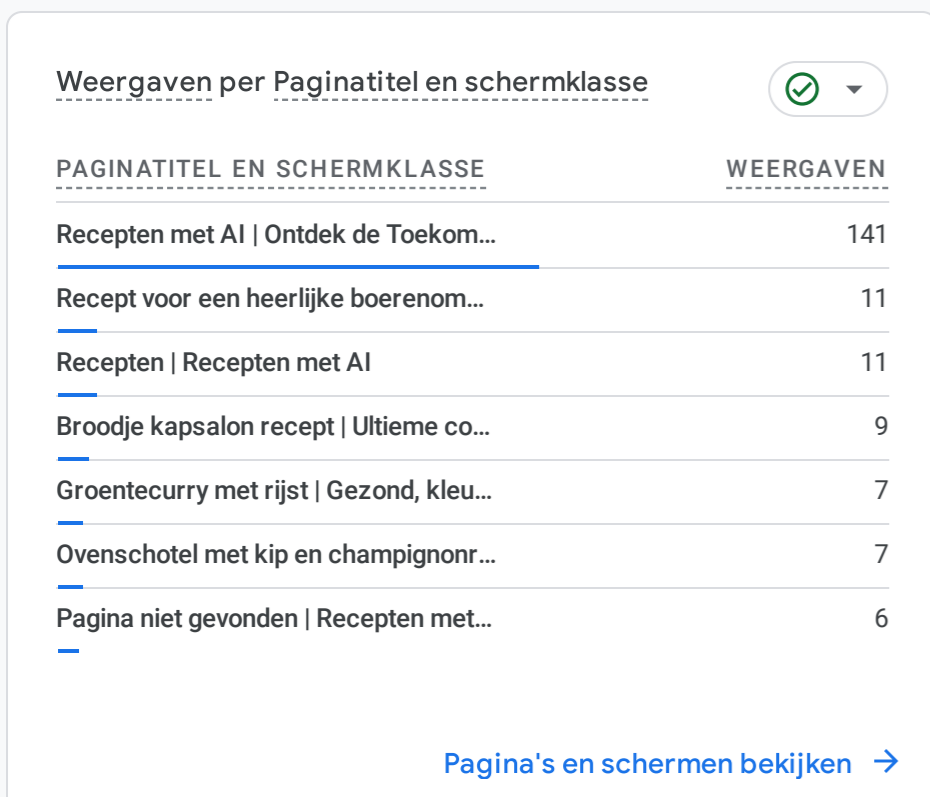 Weergaven per Paginatitel en schermklasse
PAGINATITEL EN SCHERMKLASSE WEERGAVEN
Recepten met AI | Ontdek de Toekom... 141
Recept voor een heerlijke boerenom... 11
Recepten | Recepten met AI 11
Broodje kapsalon recept | Ultieme co... 9
Groentecurry met rijst | Gezond, kleu... 7
Ovenschotel met kip en champignonr... 7
Pagina niet gevonden | Recepten met... 6
Pagina's en schermen bekijken